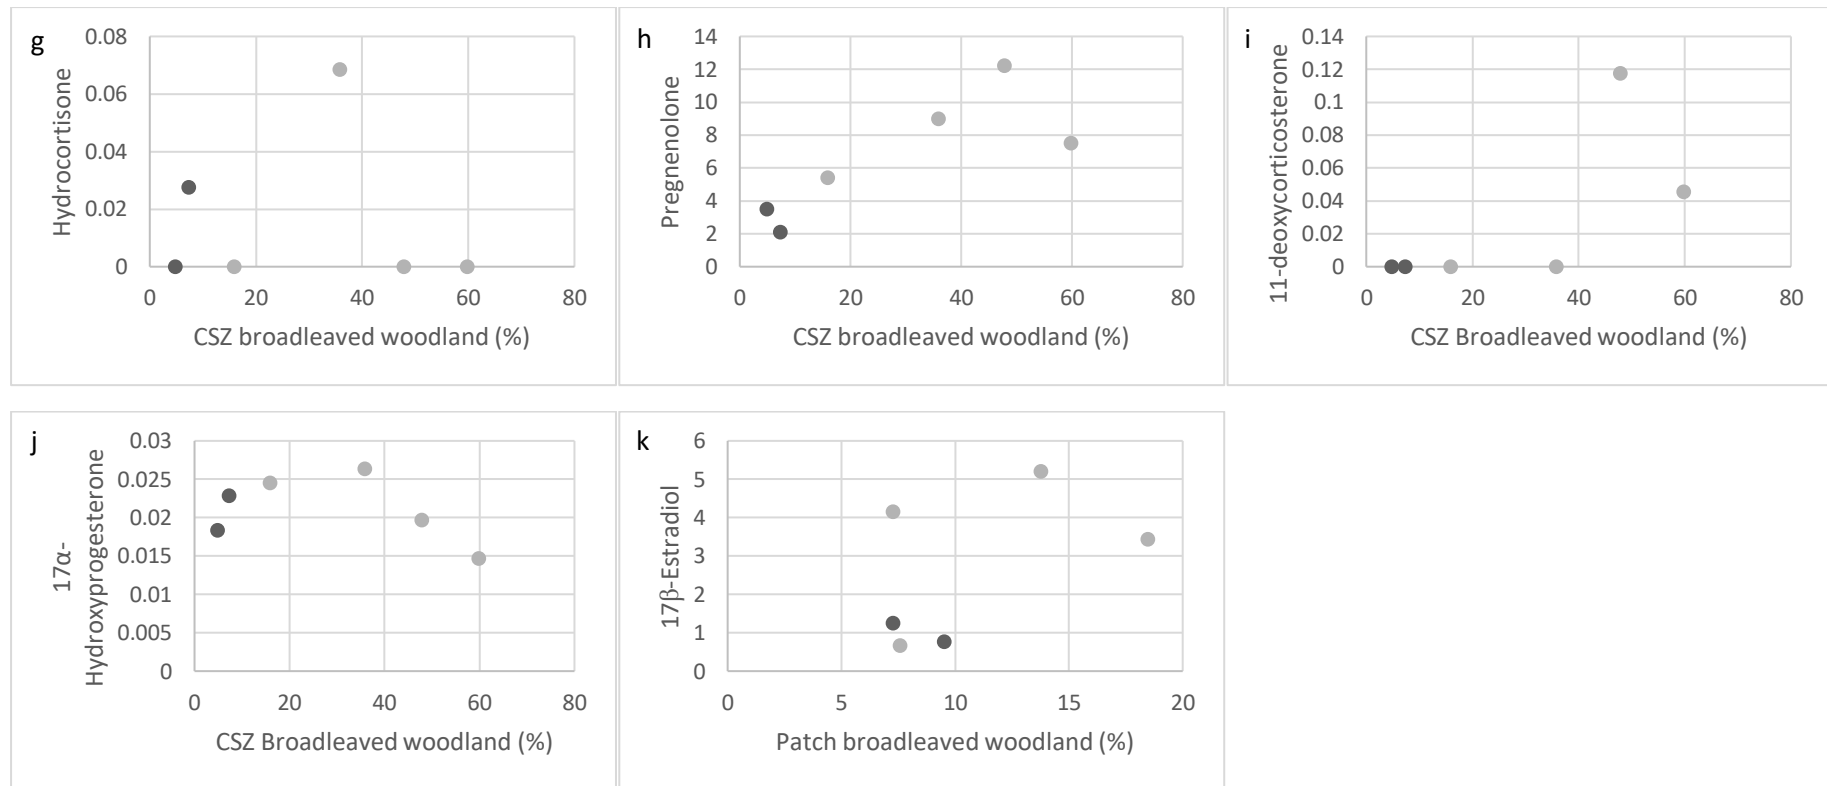 g
Hydrocortisone
0.08
0.06
0.04
0.02
0
0 20 40 60 80
CSZ broadleaved woodland (%)
h
Pregnenolone
14
12
10
8
6
4
2
0
0 20 40 60 80
CSZ broadleaved woodland (%)
i
11-deoxycorticosterone
0.14
0.12
0.1
0.08
0.06
0.04
0.02
0
0 20 40 60 80
CSZ Broadleaved woodland (%)
j
17α-
Hydroxyprogesterone
0.03
0.025
0.02
0.015
0.01
0.005
0
0 20 40 60 80
CSZ Broadleaved woodland (%)
k
17β-Estradiol
6
5
4
3
2
1
0
0 5 10 15 20
Patch broadleaved woodland (%)